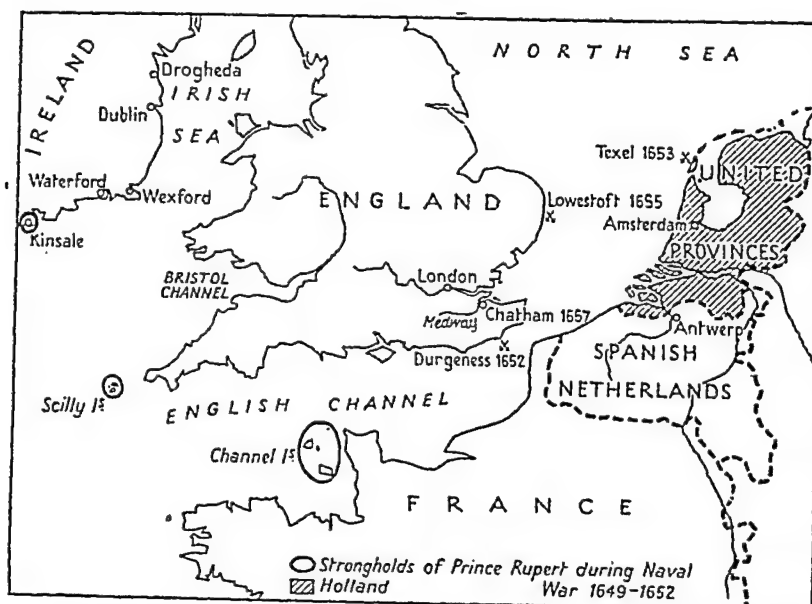 NORTH SEA
Drogheda
IRISH
SEA
Dublin
IRELAND
Texel 1653
UNITED
Waterford
Wexford
ENGLAND
Lowestoft 1655
Amsterdam
Kinsale
PROVINCES
BRISTOL
CHANNEL
London
Medway
Chatham 1657
Antwerp
Durgeness 1652
SPANISH
NETHERLANDS
Scilly Is
ENGLISH CHANNEL
Channel Is
FRANCE
Strongholds of Prince Rupert during Naval
War 1649-1652
Holland